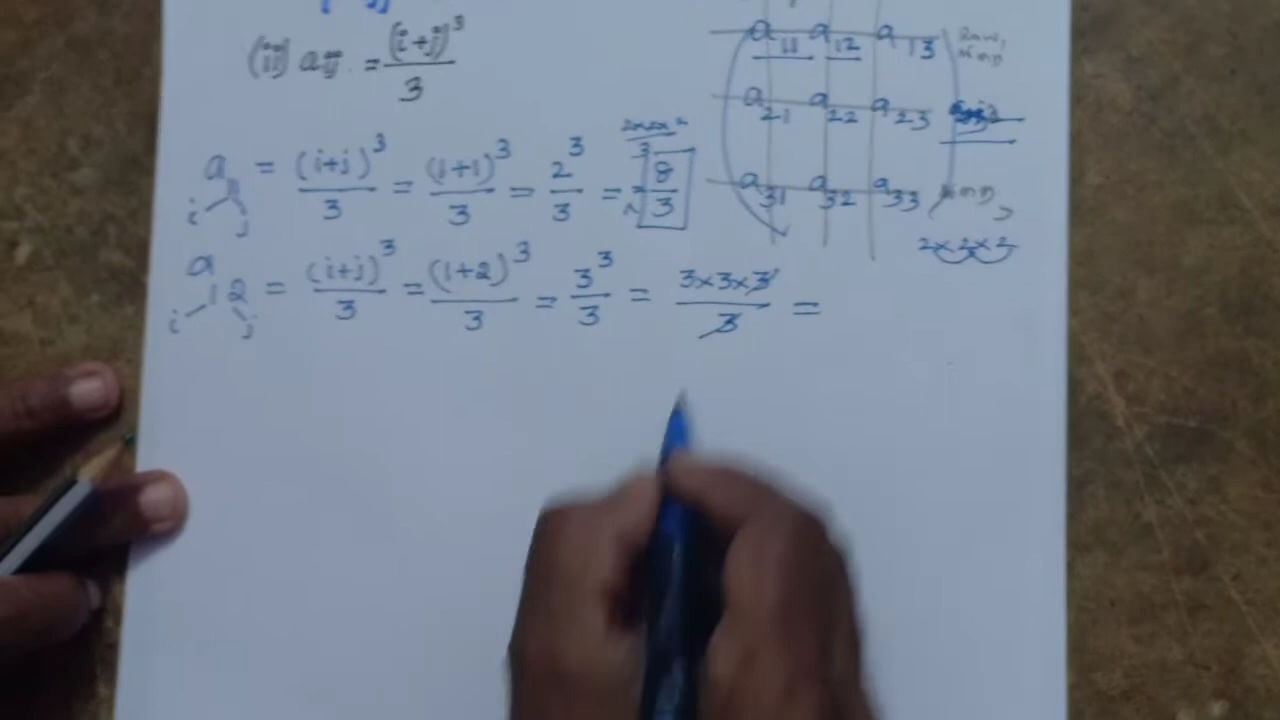 (ii) aij = (i+j)³/3
a11 a12 a13
a21 a22 a23
a31 a32 a33
2×2×2
a11 = (i+j)³/3 = (1+1)³/3 = 2³/3 = 8/3
i j
a12 = (i+j)³/3 = (1+2)³/3 = 3³/3 = 3×3×3/3 =
i j